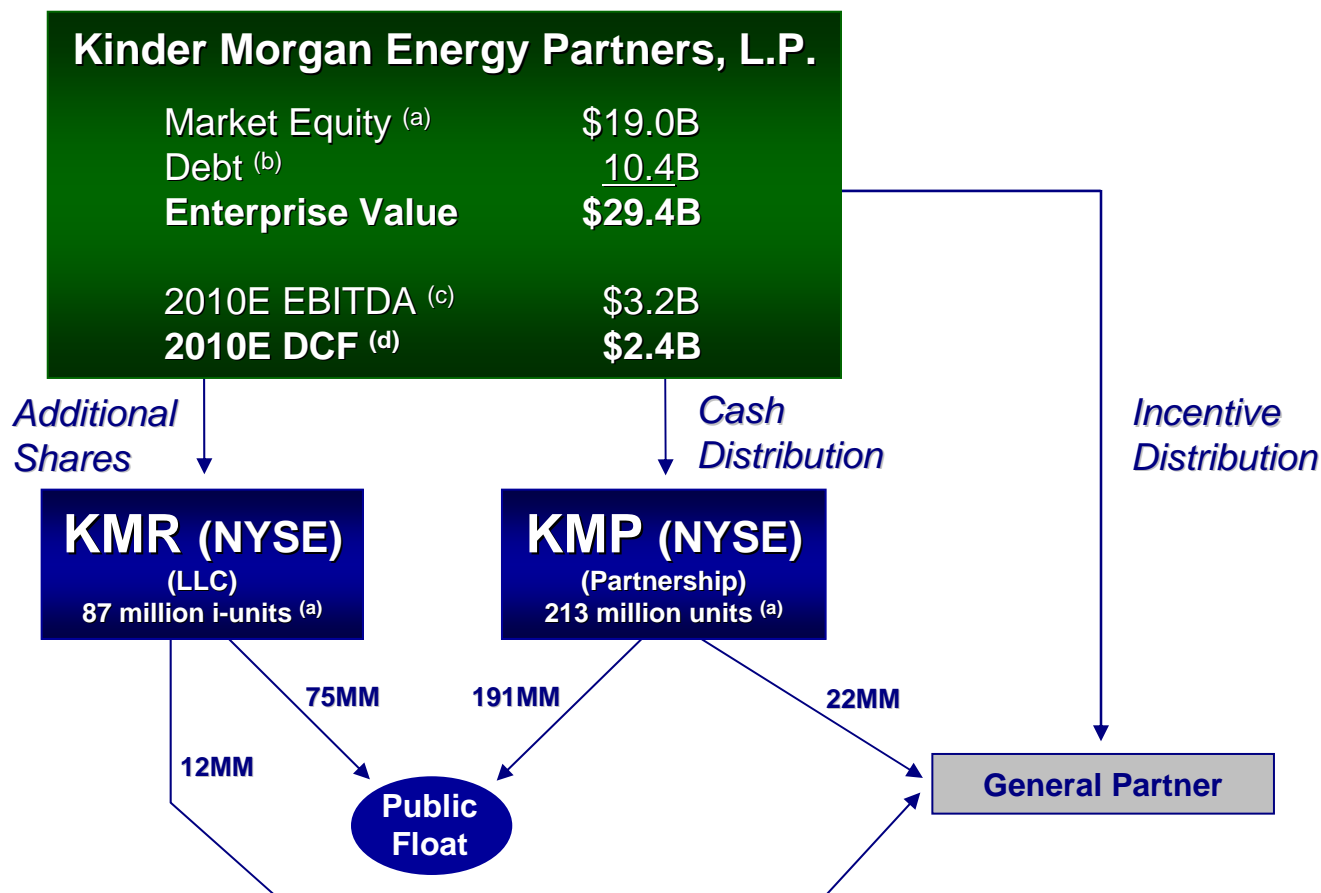 Kinder Morgan Energy Partners, L.P.
Market Equity (a) $19.0B
Debt (b) 10.4B
Enterprise Value $29.4B
2010E EBITDA (c) $3.2B
2010E DCF (d) $2.4B
Additional
Shares
Cash
Distribution
Incentive
Distribution
KMR (NYSE)
(LLC)
87 million i-units (a)
KMP (NYSE)
(Partnership)
213 million units (a)
75MM
191MM
22MM
12MM
General Partner
Public
Float